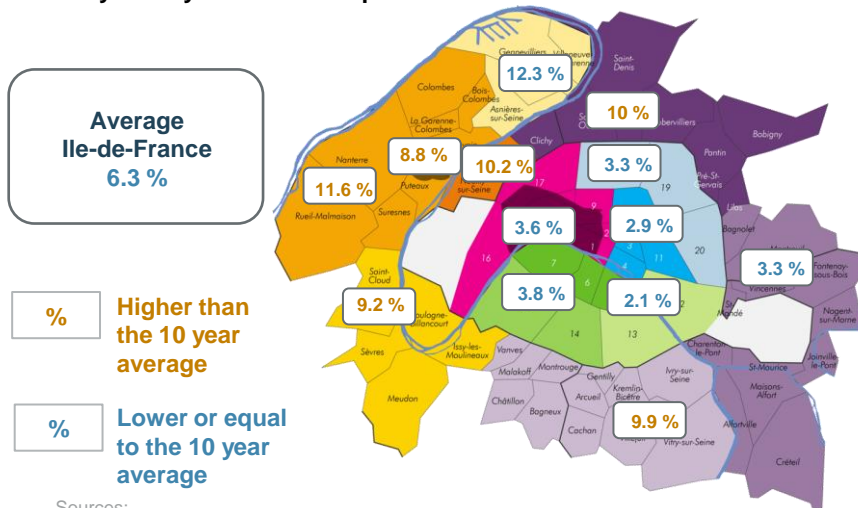 Average
Ile-de-France
6.3 %
%
Higher than
the 10 year
average
%
Lower or equal
to the 10 year
average
Sources:
Gennevilliers
12.3 %
Saint-
Denis
Colombes
Bois-
Colombes
Asnières-
sur-Seine
La Garenne-
Colombes
Clichy
10 %
Bobigny
Pantin
Pré-St-
Gervais
Lilas
Bagnolet
Nanterre
8.8 %
10.2 %
3.3 %
11.6 %
Puteaux
sur-Seine
Rueil-Malmaison
Suresnes
17
9
19
3.6 %
2.9 %
2
1
3
4
11
20
16
7
6
3.8 %
2.1 %
14
13
3.3 %
Fontenay-
sous-Bois
Vincennes
St
Mandé
Nogent-
sur-Marne
Joinville-
le-Pont
Saint-
Cloud
9.2 %
Sèvres
Issy-les-
Moulineaux
Meudon
Vanves
Malakoff
Montrouge
Châtillon
Bagneux
Gentilly
Arcueil
Kremlin-
Bicêtre
Cachan
Ivry-sur-
Seine
9.9 %
Vitry-sur-Seine
Charenton-
le-Pont
St-Maurice
Maisons-
Alfort
Alfortville
Créteil